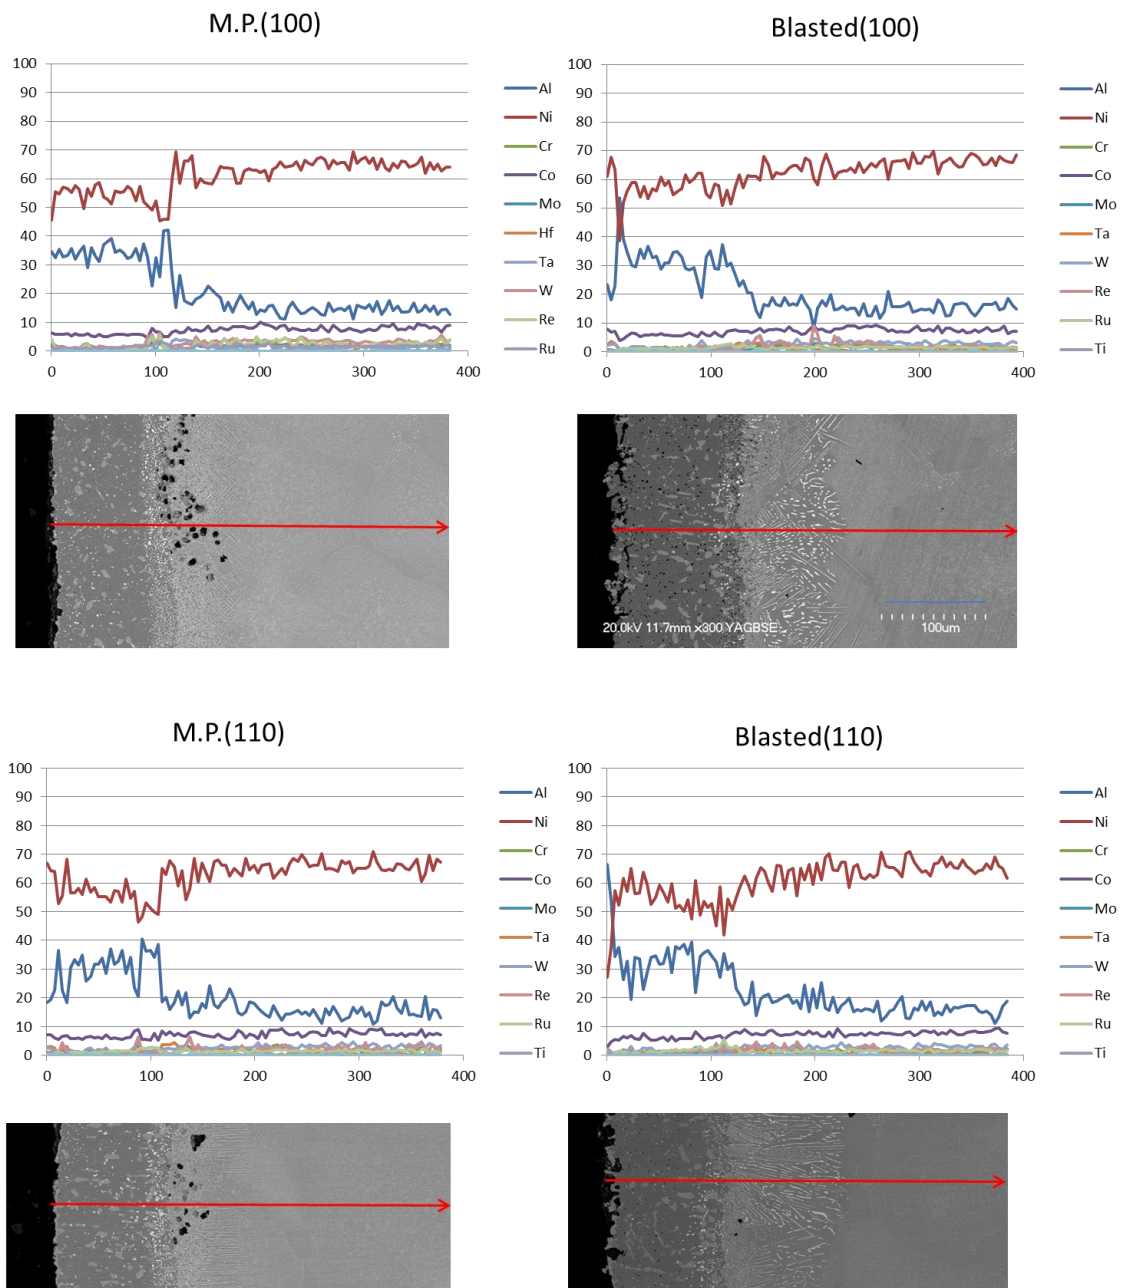 M.P.(100)
100
90
80
70
60
50
40
30
20
10
0
0 100 200 300 400
Al
Ni
Cr
Co
Mo
Hf
Ta
W
Re
Ru
Blasted(100)
100
90
80
70
60
50
40
30
20
10
0
0 100 200 300 400
Al
Ni
Cr
Co
Mo
Ta
W
Re
Ru
Ti
20.0kV 11.7mm x300 YAGBSE
100um
M.P.(110)
100
90
80
70
60
50
40
30
20
10
0
0 100 200 300 400
Al
Ni
Cr
Co
Mo
Ta
W
Re
Ru
Ti
Blasted(110)
100
90
80
70
60
50
40
30
20
10
0
0 100 200 300 400
Al
Ni
Cr
Co
Mo
Ta
W
Re
Ru
Ti